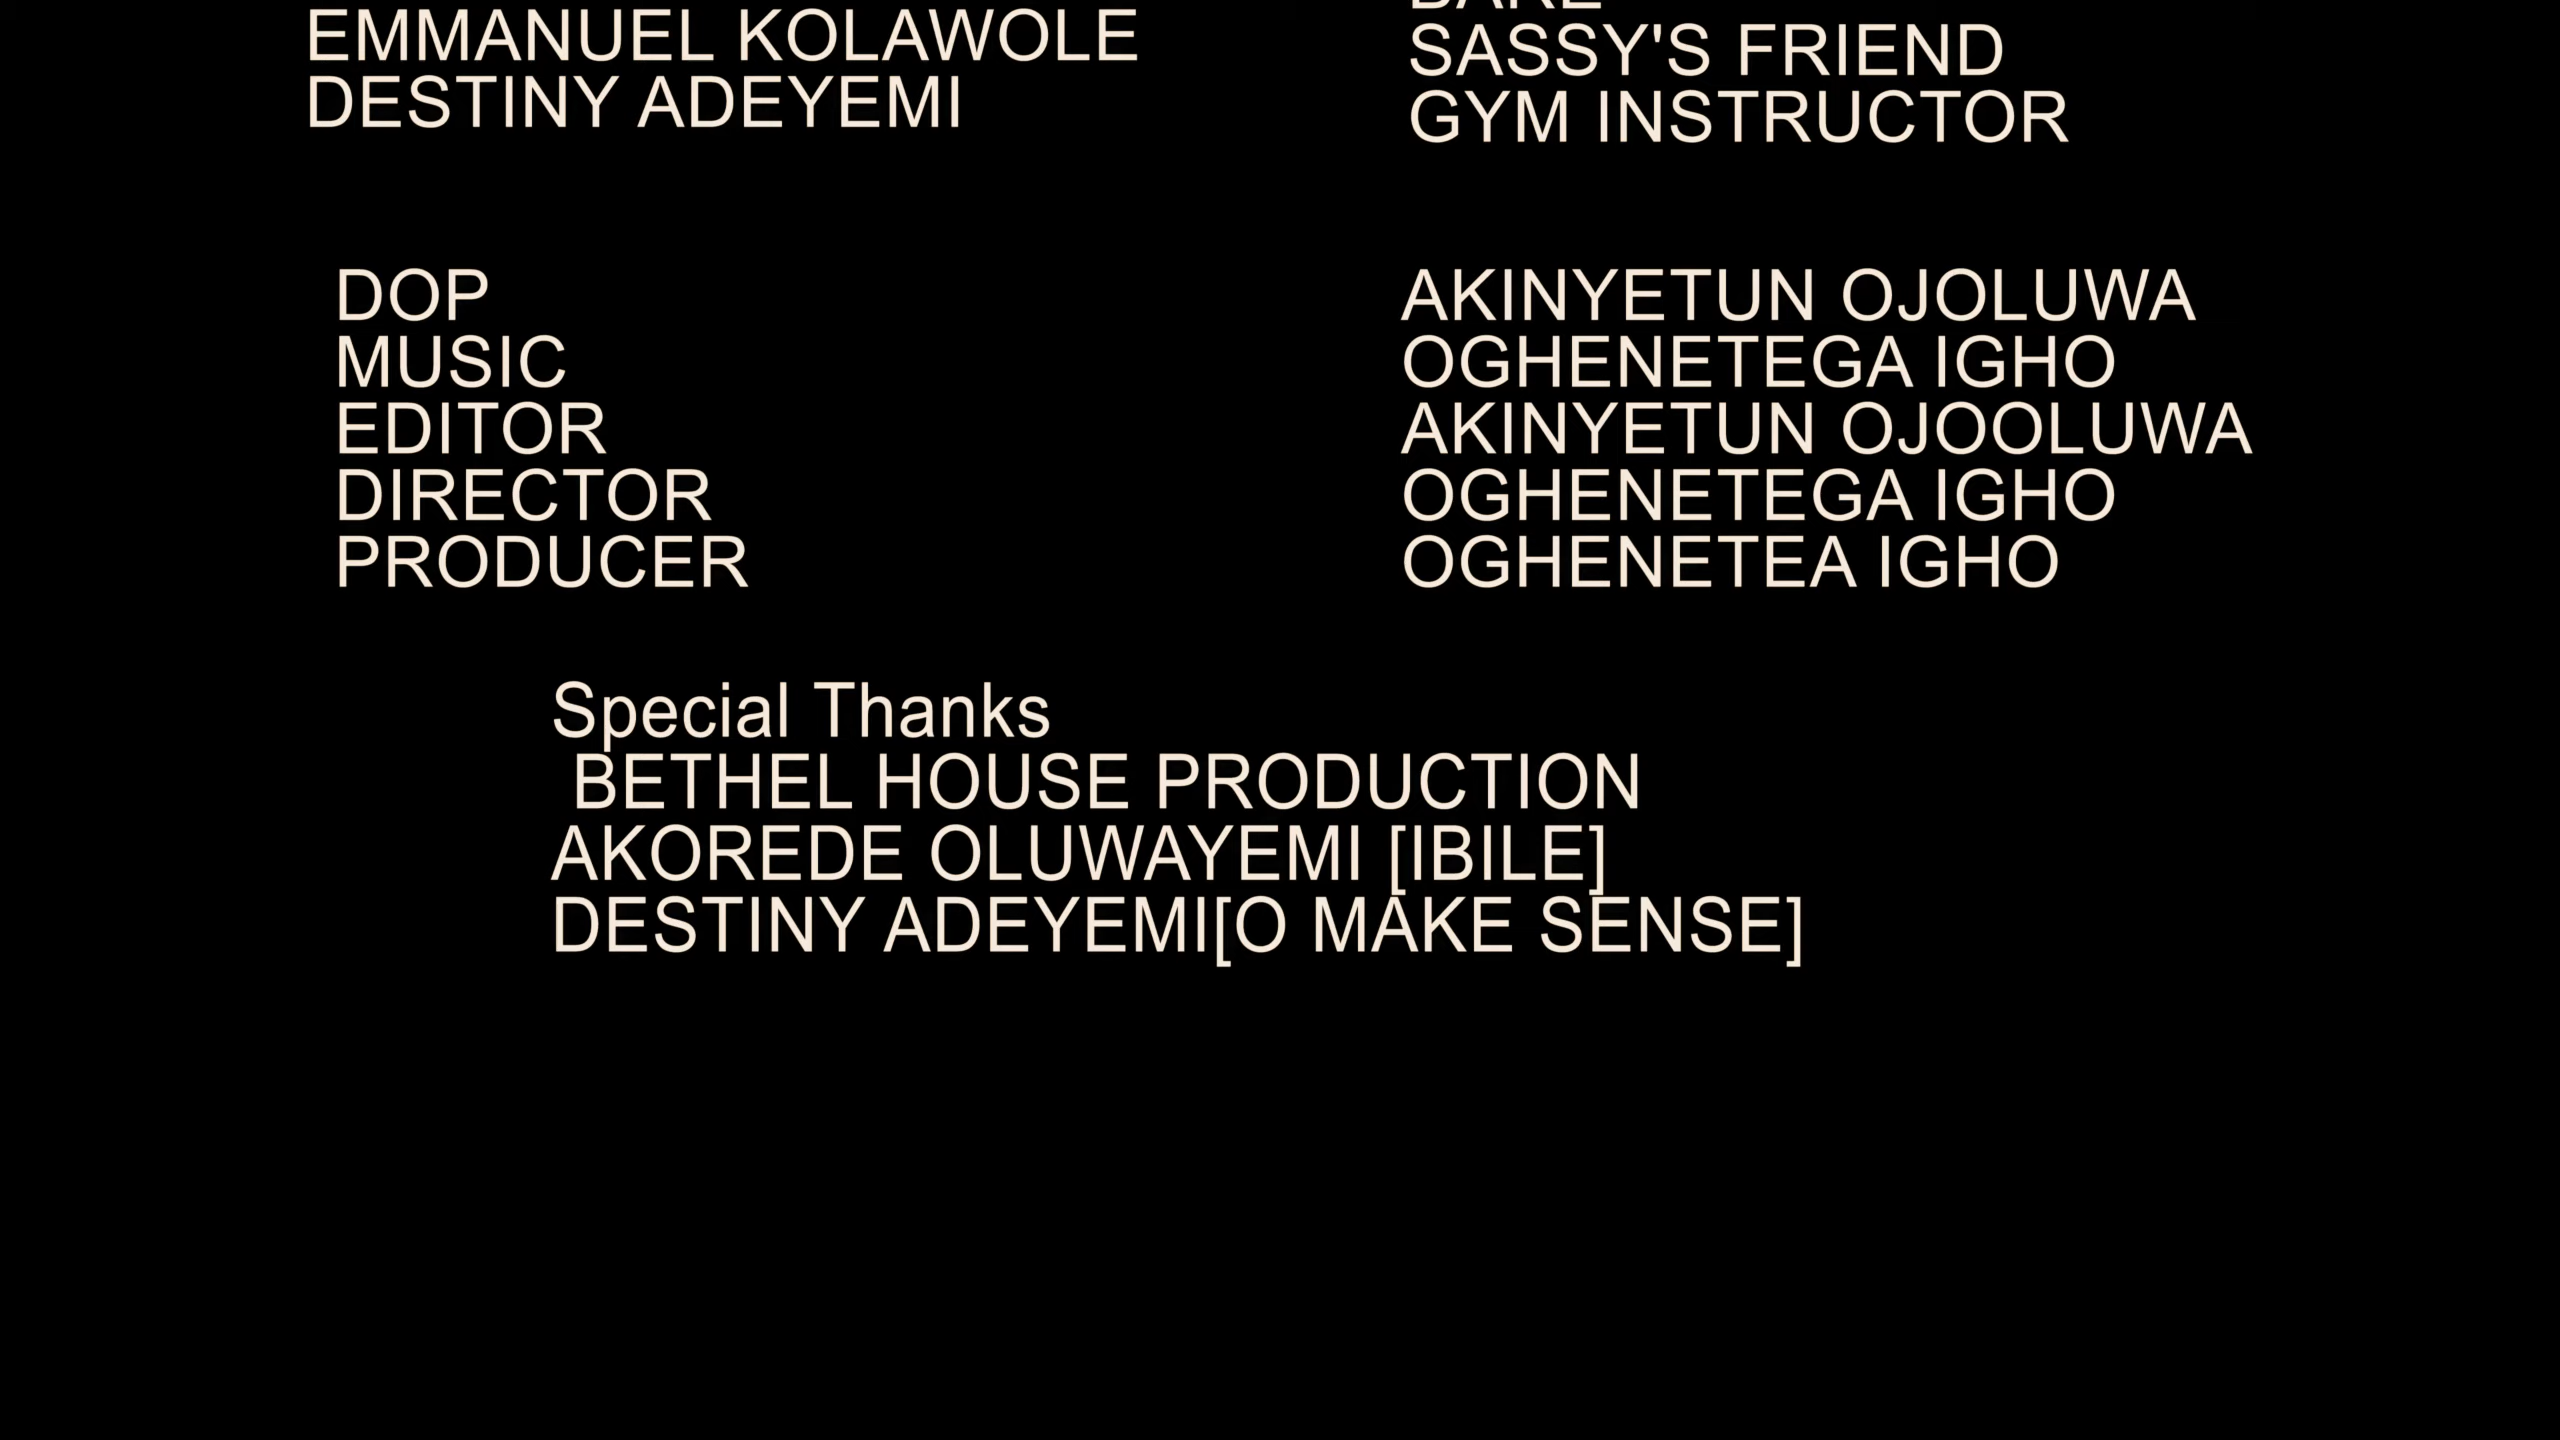 EMMANUEL KOLAWOLE SASSY'S FRIEND
DESTINY ADEYEMI GYM INSTRUCTOR
DOP AKINYETUN OJOLUWA
MUSIC OGHENETEGA IGHO
EDITOR AKINYETUN OJOOLUWA
DIRECTOR OGHENETEGA IGHO
PRODUCER OGHENETEA IGHO
Special Thanks
BETHEL HOUSE PRODUCTION
AKOREDE OLUWAYEMI [IBILE]
DESTINY ADEYEMI[O MAKE SENSE]